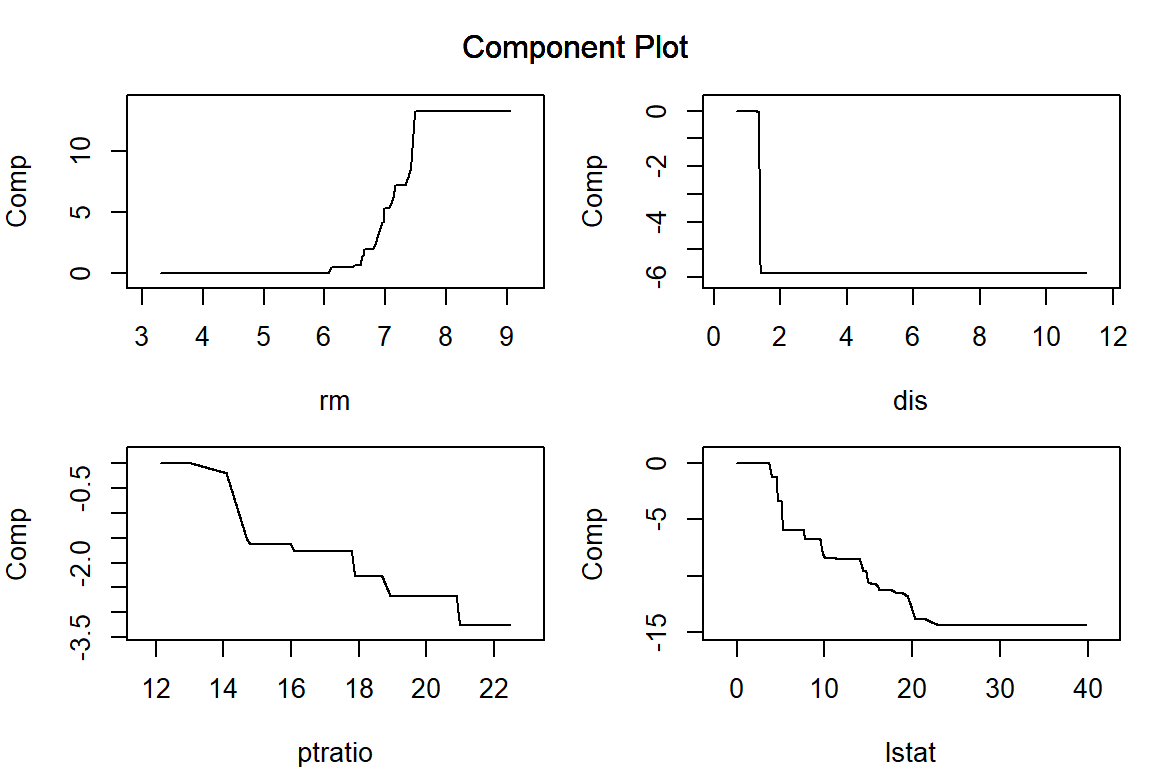 Component Plot
Comp
10
5
0
3 4 5 6 7 8 9
rm
Comp
0
-2
-4
-6
0 2 4 6 8 10 12
dis
Comp
-0.5
-2.0
-3.5
12 14 16 18 20 22
ptratio
Comp
0
-5
-15
0 10 20 30 40
lstat